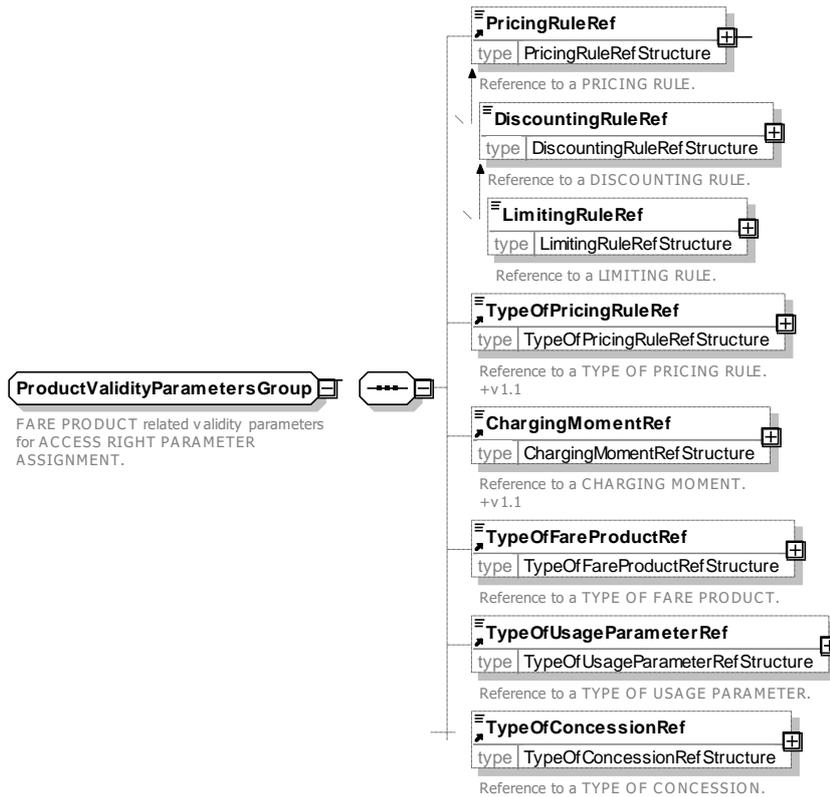 PricingRuleRef
type PricingRuleRefStructure
Reference to a PRICING RULE.
DiscountingRuleRef
type DiscountingRuleRefStructure
Reference to a DISCOUNTING RULE.
LimitingRuleRef
type LimitingRuleRefStructure
Reference to a LIMITING RULE.
TypeOfPricingRuleRef
type TypeOfPricingRuleRefStructure
Reference to a TYPE OF PRICING RULE.
+v1.1
ProductValidityParametersGroup
FARE PRODUCT related validity parameters
for ACCESS RIGHT PARAMETER
ASSIGNMENT.
ChargingMomentRef
type ChargingMomentRefStructure
Reference to a CHARGING MOMENT.
+v1.1
TypeOfFareProductRef
type TypeOfFareProductRefStructure
Reference to a TYPE OF FARE PRODUCT.
TypeOfUsageParameterRef
type TypeOfUsageParameterRefStructure
Reference to a TYPE OF USAGE PARAMETER.
TypeOfConcessionRef
type TypeOfConcessionRefStructure
Reference to a TYPE OF CONCESSION.